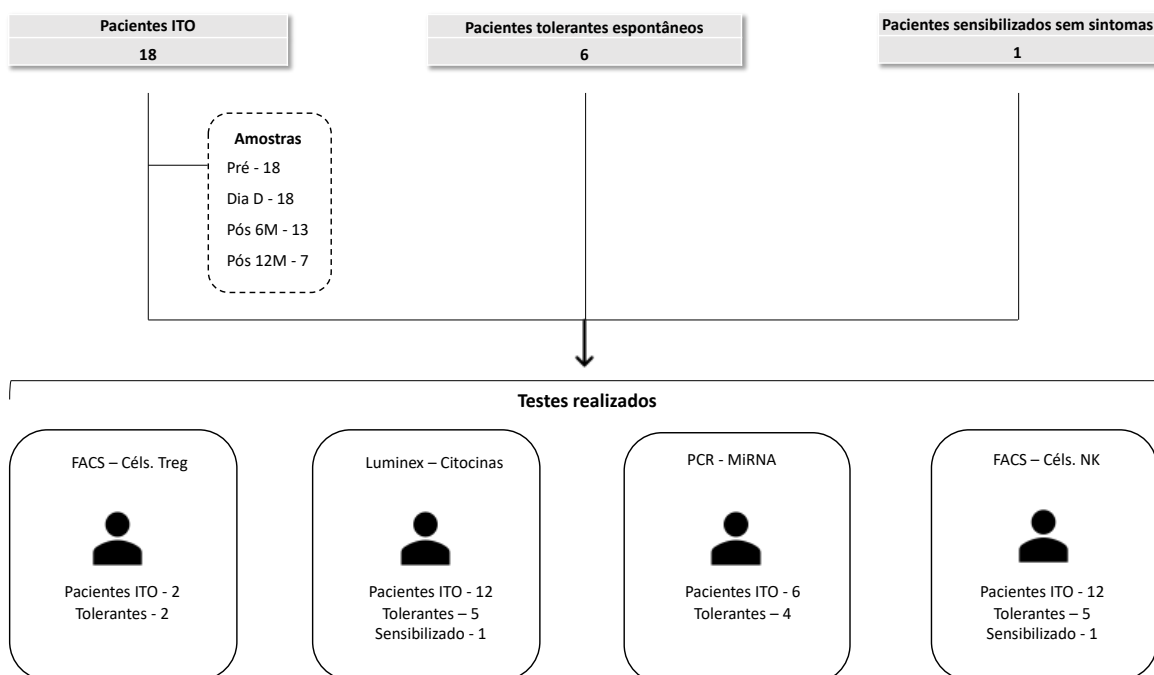 Pacientes ITO
18
Pacientes tolerantes espontâneos
6
Pacientes sensibilizados sem sintomas
1
Amostras
Pré - 18
Dia D - 18
Pós 6M - 13
Pós 12M - 7
Testes realizados
FACS – Céls. Treg
Pacientes ITO - 2
Tolerantes - 2
Luminex – Citocinas
Pacientes ITO - 12
Tolerantes – 5
Sensibilizado - 1
PCR - MiRNA
Pacientes ITO - 6
Tolerantes – 4
FACS – Céls. NK
Pacientes ITO - 12
Tolerantes – 5
Sensibilizado - 1